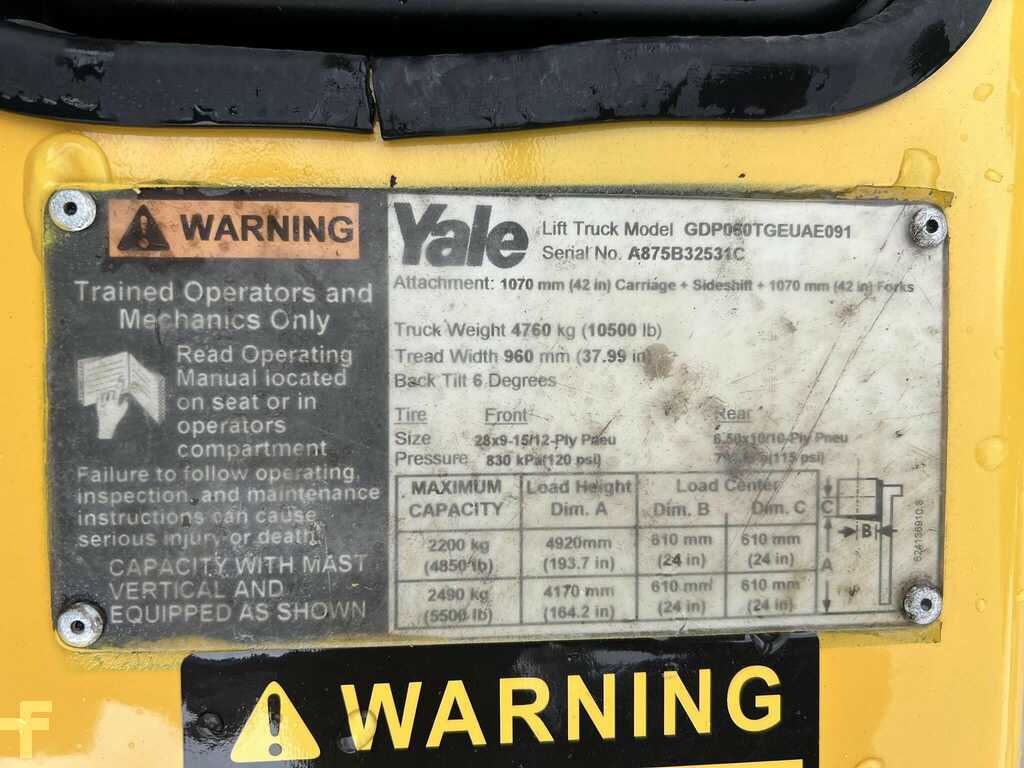 WARNING
Trained Operators and
Mechanics Only
Read Operating
Manual located
on seat or in
operators
compartment
Failure to follow operating,
inspection, and maintenance
instructions can cause
serious injury or death.
CAPACITY WITH MAST
VERTICAL AND
EQUIPPED AS SHOWN
Yale
Lift Truck Model GDP060TGEUAE091
Serial No. A875B32531C
Attachment: 1070 mm (42 in) Carriage + Sideshift + 1070 mm (42 in) Forks
Truck Weight 4760 kg (10500 lb)
Tread Width 960 mm (37.99 in)
Back Tilt 6 Degrees
Tire Front Rear
Size 28x9-15/12-Ply Pneu 6.50x10/10-Ply Pneu
Pressure 830 kPa(120 psi) (115 psi)
MAXIMUM CAPACITY Load Height Dim. A Load Center Dim. B Dim. C
2200 kg 4920mm 610 mm 610 mm
(4850 lb) (193.7 in) (24 in) (24 in)
2490 kg 4170 mm 610 mm 610 mm
(5500 lb) (164.2 in) (24 in) (24 in)
C
B
A
524136910.8
WARNING
F